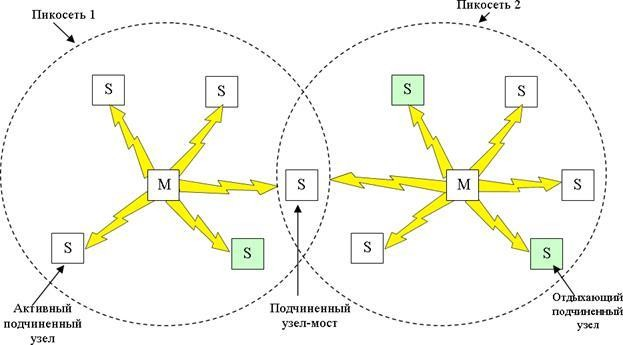 Пикосеть 1
Пикосеть 2
S
S
S
S
M
S
M
S
S
S
S
S
Активный
подчиненный
узел
Подчиненный
узел-мост
Отдыхающий
подчиненный
узел